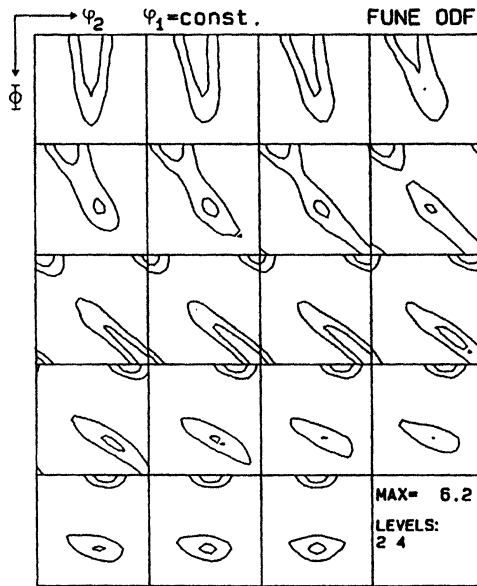 φ₂ φ₁=const. FUNE ODF
Φ
MAX= 6.2
LEVELS:
2 4